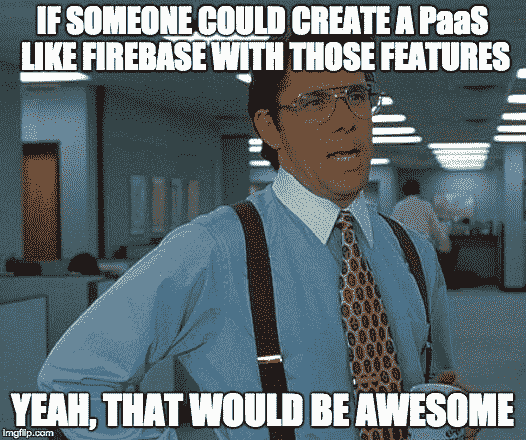 IF SOMEONE COULD CREATE A PaaS
LIKE FIREBASE WITH THOSE FEATURES
YEAH, THAT WOULD BE AWESOME
imgflip.com